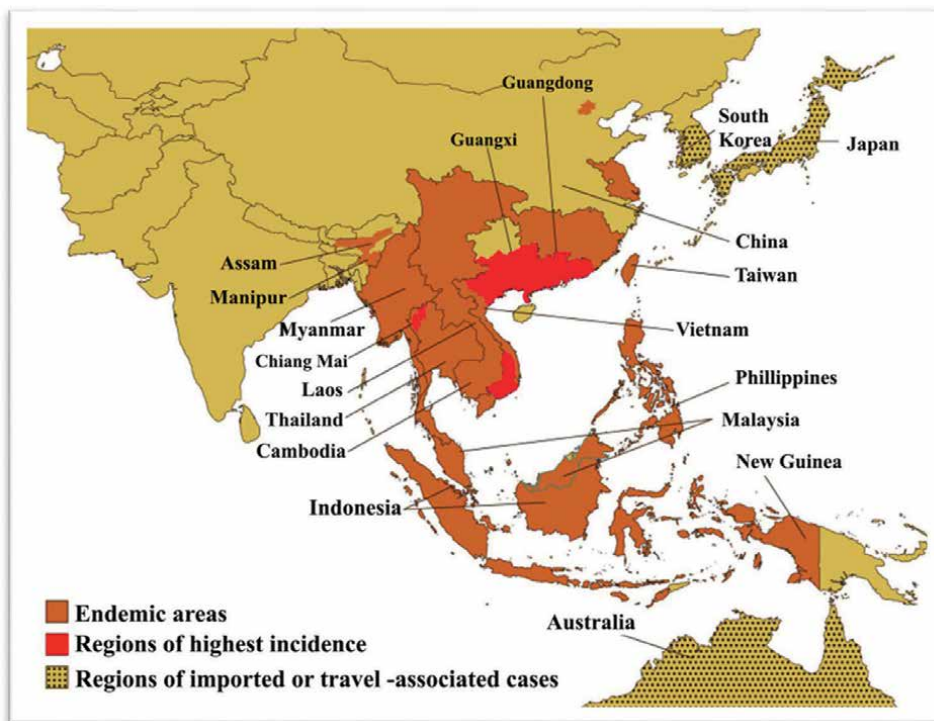 Guangdong
South
Korea
Guangxi
Japan
China
Assam
Taiwan
Manipur
Myanmar
Vietnam
Chiang Mai
Laos
Phillippines
Thailand
Malaysia
Cambodia
New Guinea
Indonesia
Endemic areas
Australia
Regions of highest incidence
Regions of imported or travel -associated cases